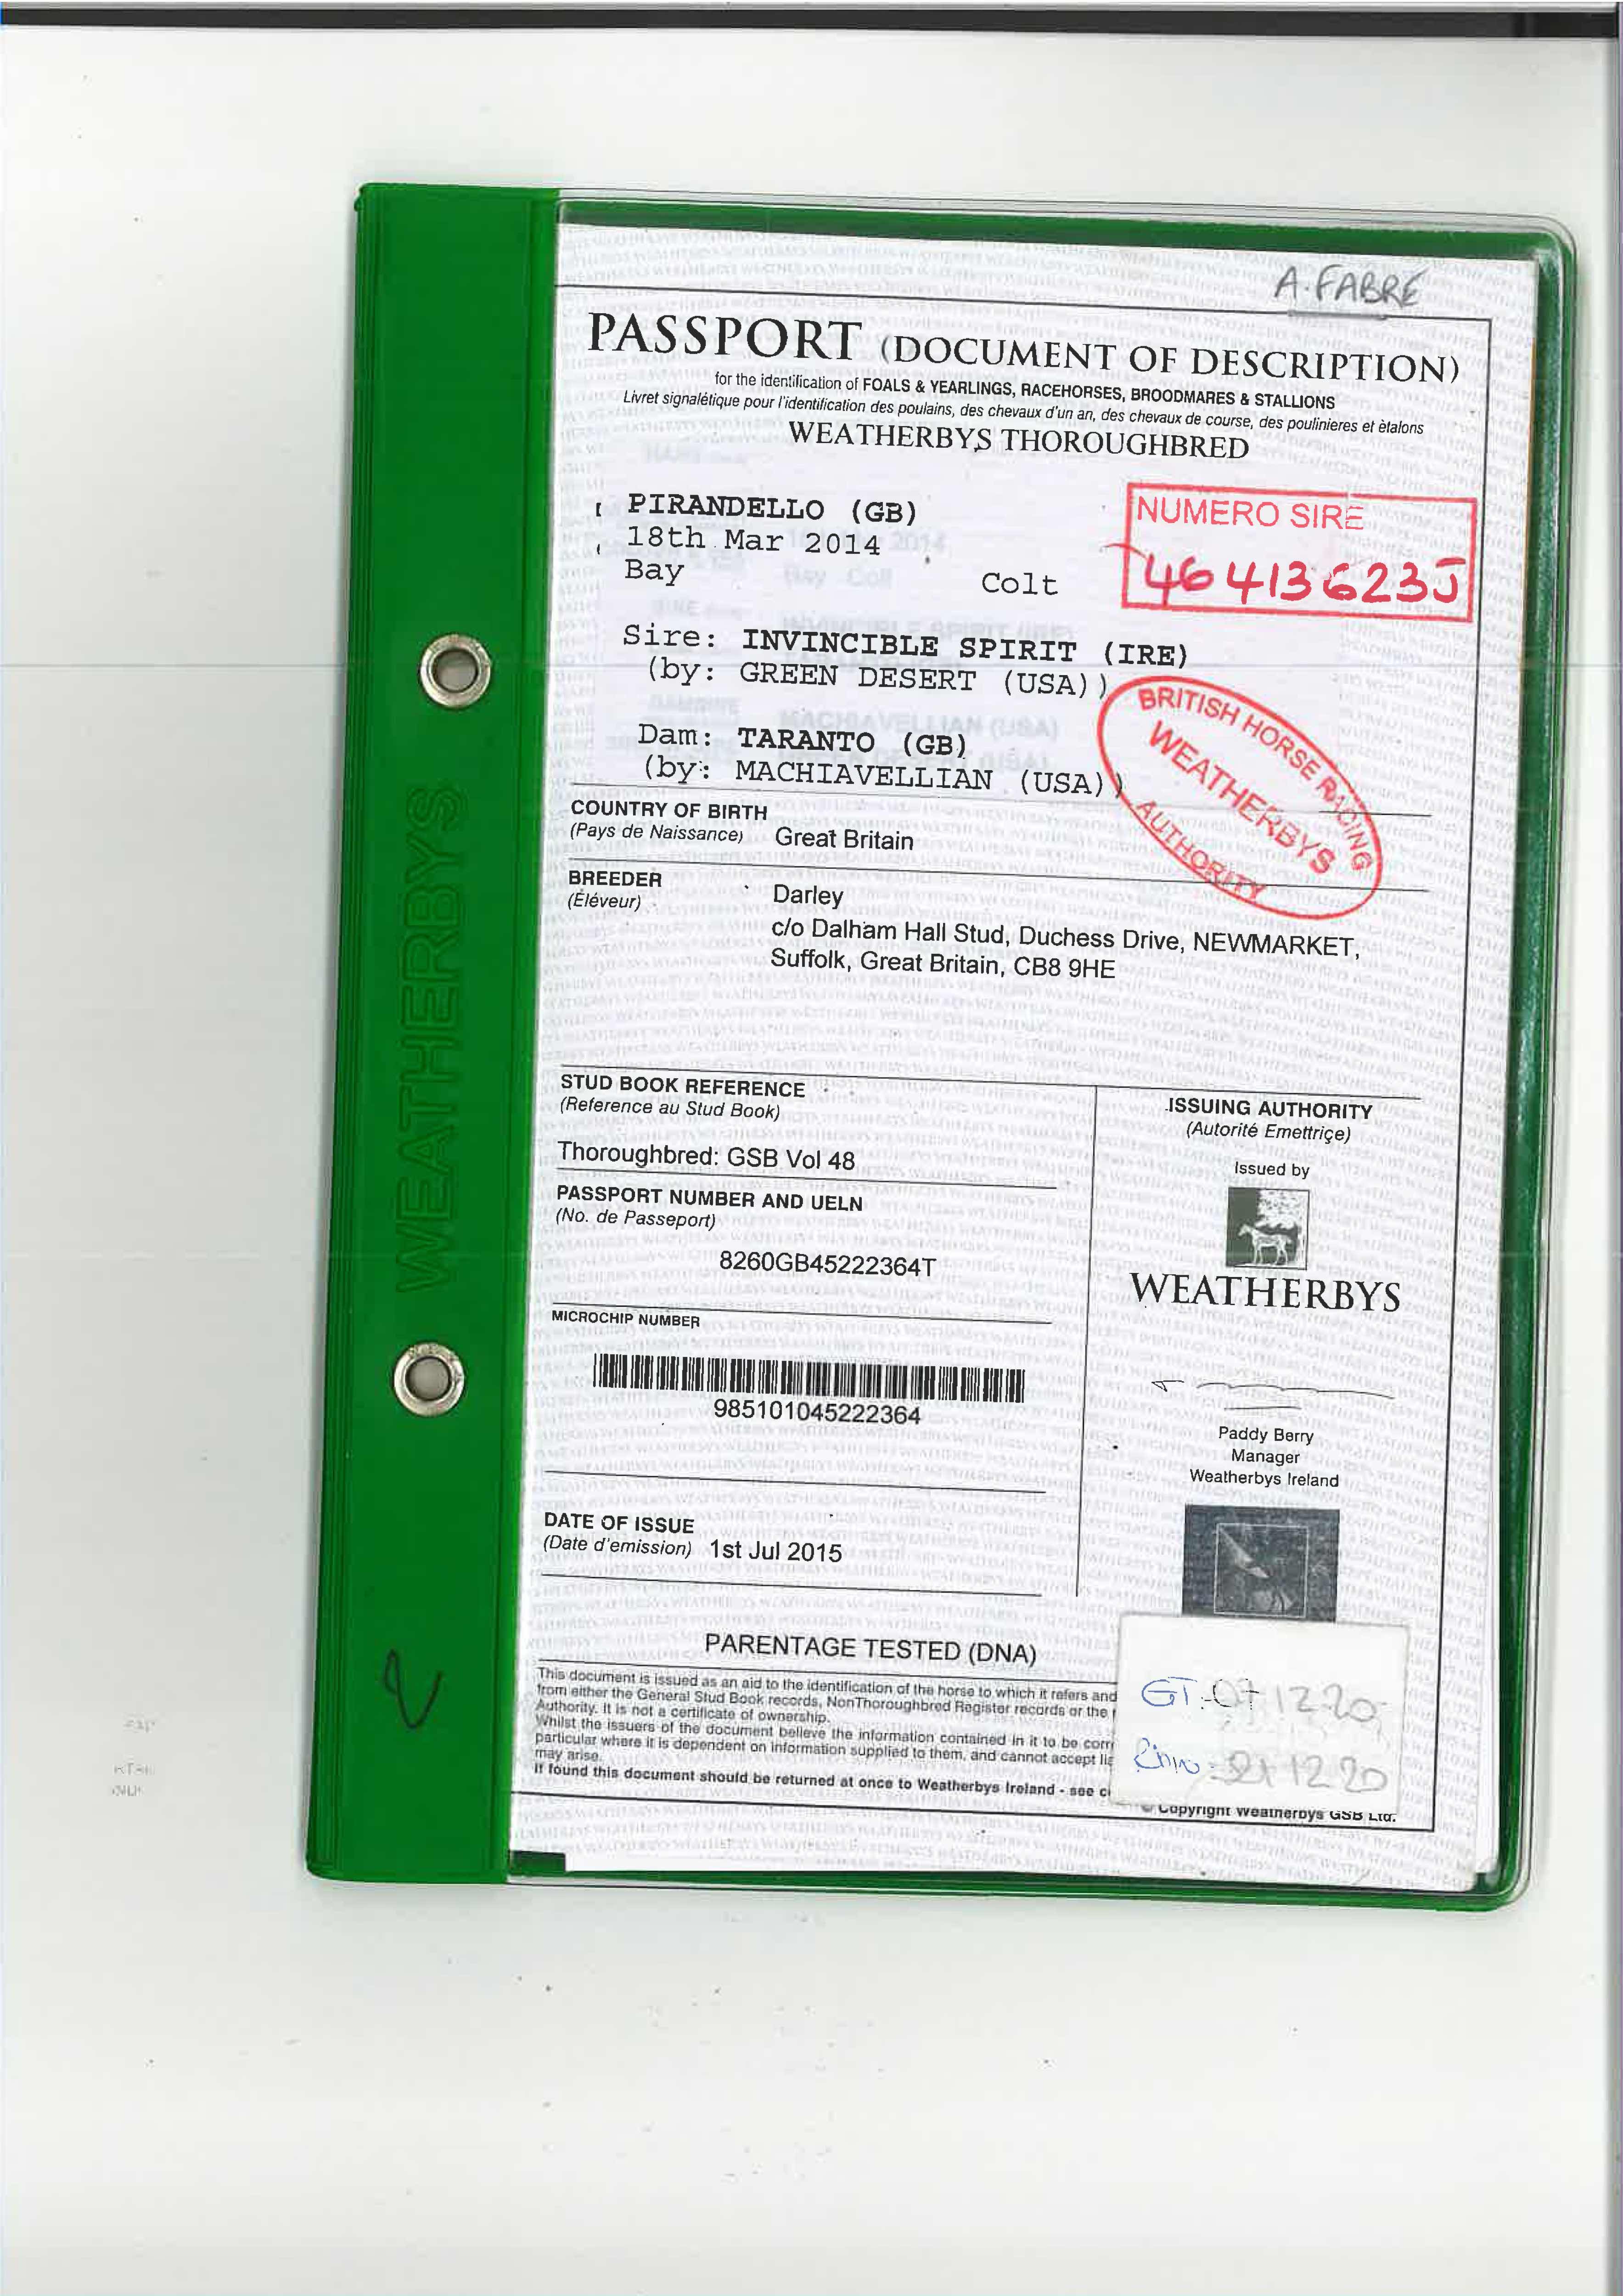 A. FABRE
PASSPORT (DOCUMENT OF DESCRIPTION)
for the identification of FOALS & YEARLINGS, RACEHORSES, BROODMARES & STALLIONS
Livret signalétique pour l'identification des poulains, des chevaux d'un an, des chevaux de course, des poulinieres et ètalons
WEATHERBYS THOROUGHBRED
PIRANDELLO (GB)
18th Mar 2014
Bay Colt
NUMERO SIRE
46413623J
Sire: INVINCIBLE SPIRIT (IRE)
(by: GREEN DESERT (USA))
Dam: TARANTO (GB)
(by: MACHIAVELLIAN (USA))
BRITISH HORSE RACING
WEATHERBYS
AUTHORITY
COUNTRY OF BIRTH
(Pays de Naissance) Great Britain
BREEDER
(Éléveur)
Darley
c/o Dalham Hall Stud, Duchess Drive, NEWMARKET,
Suffolk, Great Britain, CB8 9HE
WEATHERBYS
STUD BOOK REFERENCE
(Reference au Stud Book)
Thoroughbred: GSB Vol 48
PASSPORT NUMBER AND UELN
(No. de Passeport)
8260GB45222364T
MICROCHIP NUMBER
985101045222364
DATE OF ISSUE
(Date d'emission) 1st Jul 2015
ISSUING AUTHORITY
(Autorité Emettriçe)
Issued by
WEATHERBYS
Paddy Berry
Manager
Weatherbys Ireland
PARENTAGE TESTED (DNA)
This document is issued as an aid to the identification of the horse to which it refers and
from either the General Stud Book records, NonThoroughbred Register records or the
Authority. It is not a certificate of ownership.
Whilst the issuers of the document believe the information contained in it to be
particular where it is dependent on information supplied to them, and cannot accept
may arise.
If found this document should be returned at once to Weatherbys Ireland - see
GT: 07 12 20
12 20
© Copyright Weatherbys GSB Ltd.